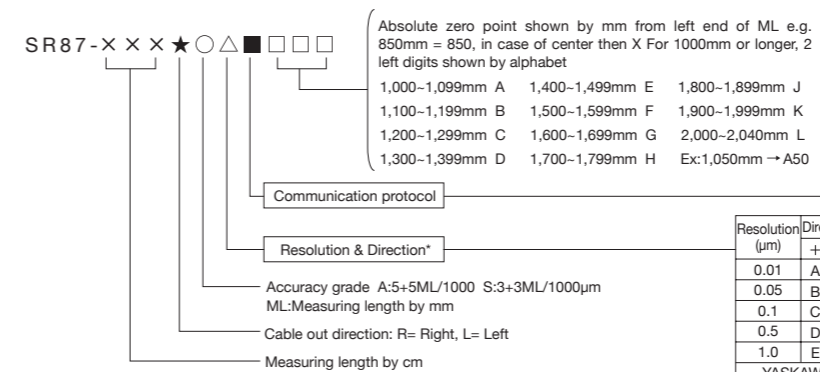 SR87-×××★○△■□□□
Absolute zero point shown by mm from left end of ML e.g.
850mm = 850, in case of center then X For 1000mm or longer, 2
left digits shown by alphabet
1,000~1,099mm A 1,400~1,499mm E 1,800~1,899mm J
1,100~1,199mm B 1,500~1,599mm F 1,900~1,999mm K
1,200~1,299mm C 1,600~1,699mm G 2,000~2,040mm L
1,300~1,399mm D 1,700~1,799mm H Ex:1,050mm → A50
Communication protocol
Resolution & Direction*
Accuracy grade A:5+5ML/1000 S:3+3ML/1000μm
ML:Measuring length by mm
Cable out direction: R= Right, L= Left
Measuring length by cm
Resolution
(μm) +
0.01 A
0.05 B
0.1 C
0.5 D
1.0 E